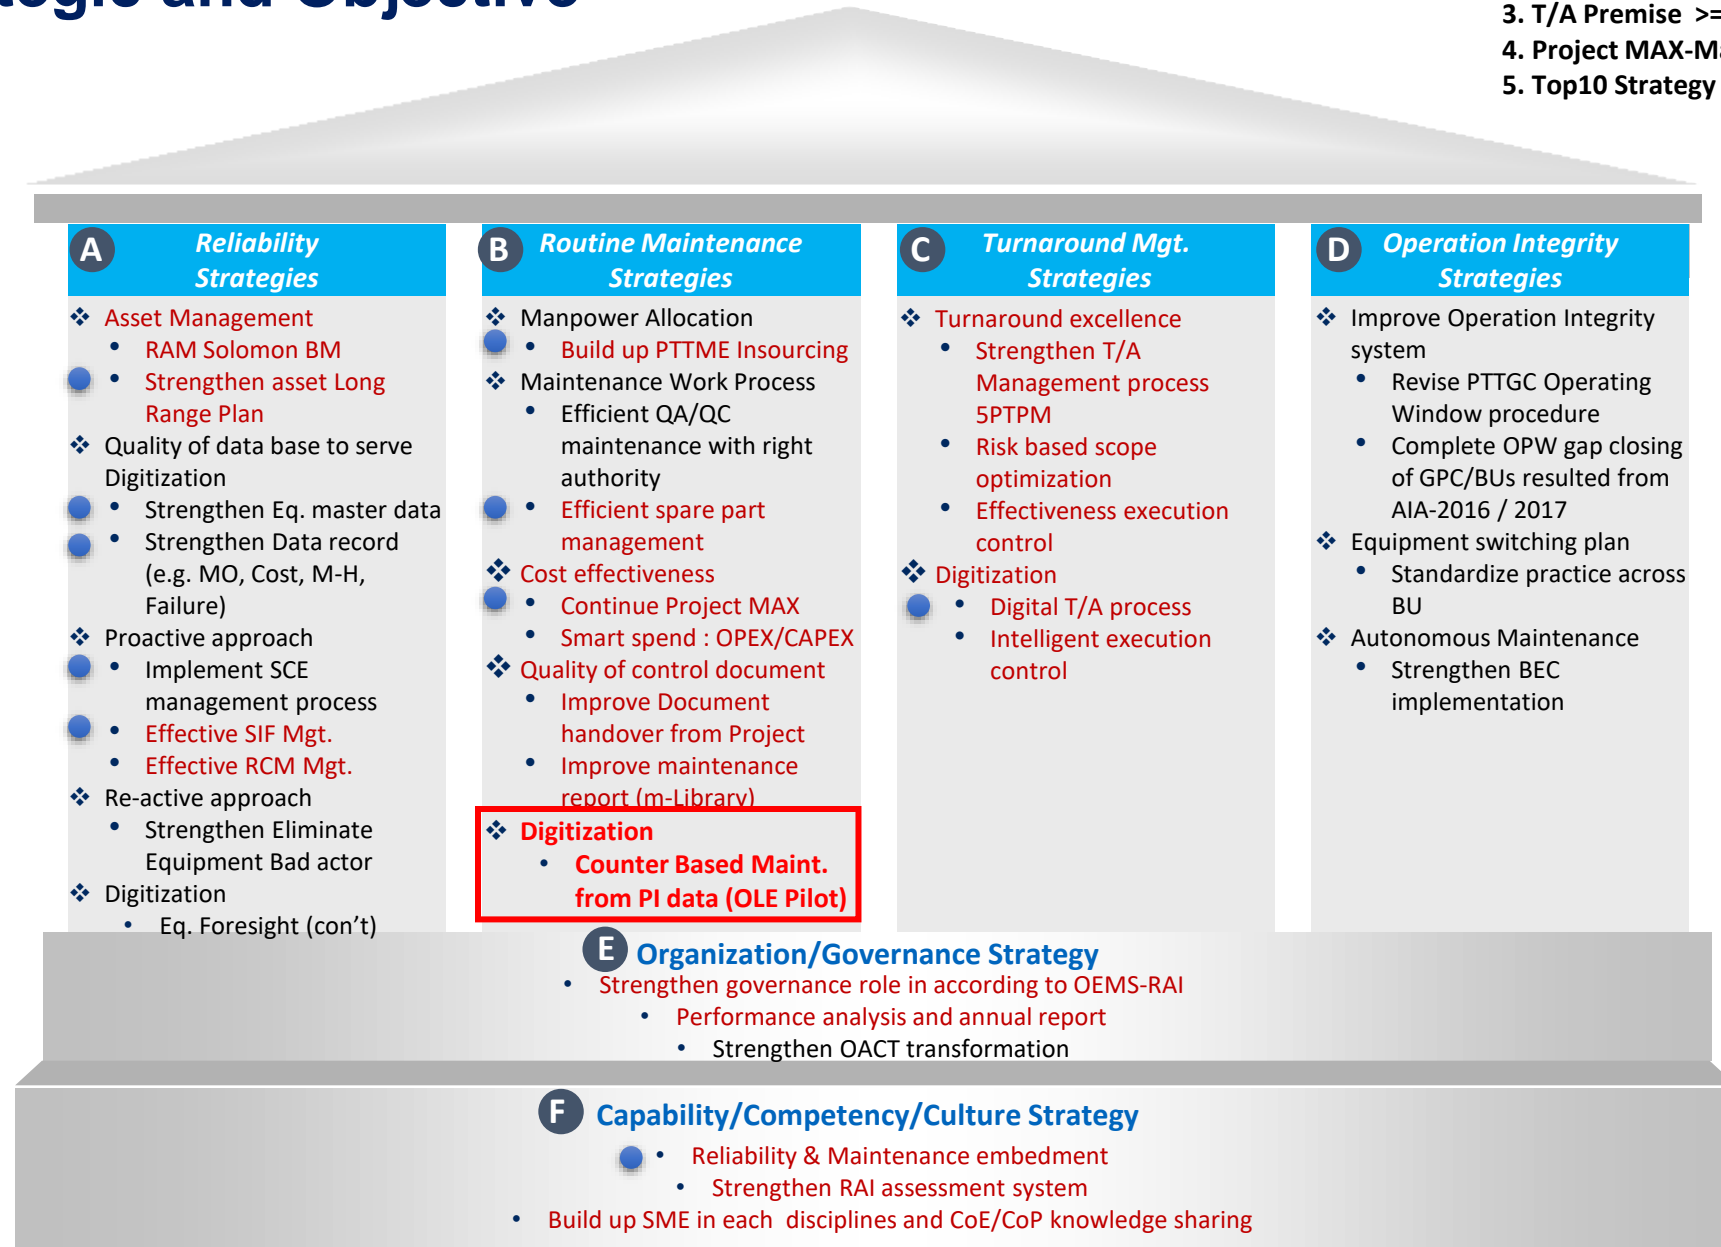 Objective
3. T/A Premise >=
4. Project
5. Top10 Strategy
A
Reliability
Strategies
❖ Asset Management
• RAM Solomon BM
• Strengthen asset Long
Range Plan
❖ Quality of data base to serve
Digitization
• Strengthen Eq. master data
• Strengthen Data record
(e.g. MO, Cost, M-H,
Failure)
❖ Proactive approach
• Implement SCE
management process
• Effective SIF Mgt.
• Effective RCM Mgt.
❖ Re-active approach
• Strengthen Eliminate
Equipment Bad actor
❖ Digitization
• Eq. Foresight (con’t)
B
Routine Maintenance
Strategies
❖ Manpower Allocation
• Build up PTTME Insourcing
❖ Maintenance Work Process
• Efficient QA/QC
maintenance with right
authority
• Efficient spare part
management
❖ Cost effectiveness
• Continue Project MAX
• Smart spend : OPEX/CAPEX
❖ Quality of control document
• Improve Document
handover from Project
• Improve maintenance
report (m-Library)
❖ Digitization
• Counter Based Maint.
from PI data (OLE Pilot)
C
Turnaround Mgt.
Strategies
❖ Turnaround excellence
• Strengthen T/A
Management process
5PTPM
• Risk based scope
optimization
• Effectiveness execution
control
❖ Digitization
• Digital T/A process
• Intelligent execution
control
D
Operation Integrity
Strategies
❖ Improve Operation Integrity
system
• Revise PTTGC Operating
Window procedure
• Complete OPW gap closing
of GPC/BUs resulted from
AIA-2016 / 2017
❖ Equipment switching plan
• Standardize practice across
BU
❖ Autonomous Maintenance
• Strengthen BEC
implementation
E Organization/Governance Strategy
• Strengthen governance role in according to OEMS-RAI
• Performance analysis and annual report
• Strengthen OACT transformation
F Capability/Competency/Culture Strategy
• Reliability & Maintenance embedment
• Strengthen RAI assessment system
• Build up SME in each disciplines and CoE/CoP knowledge sharing